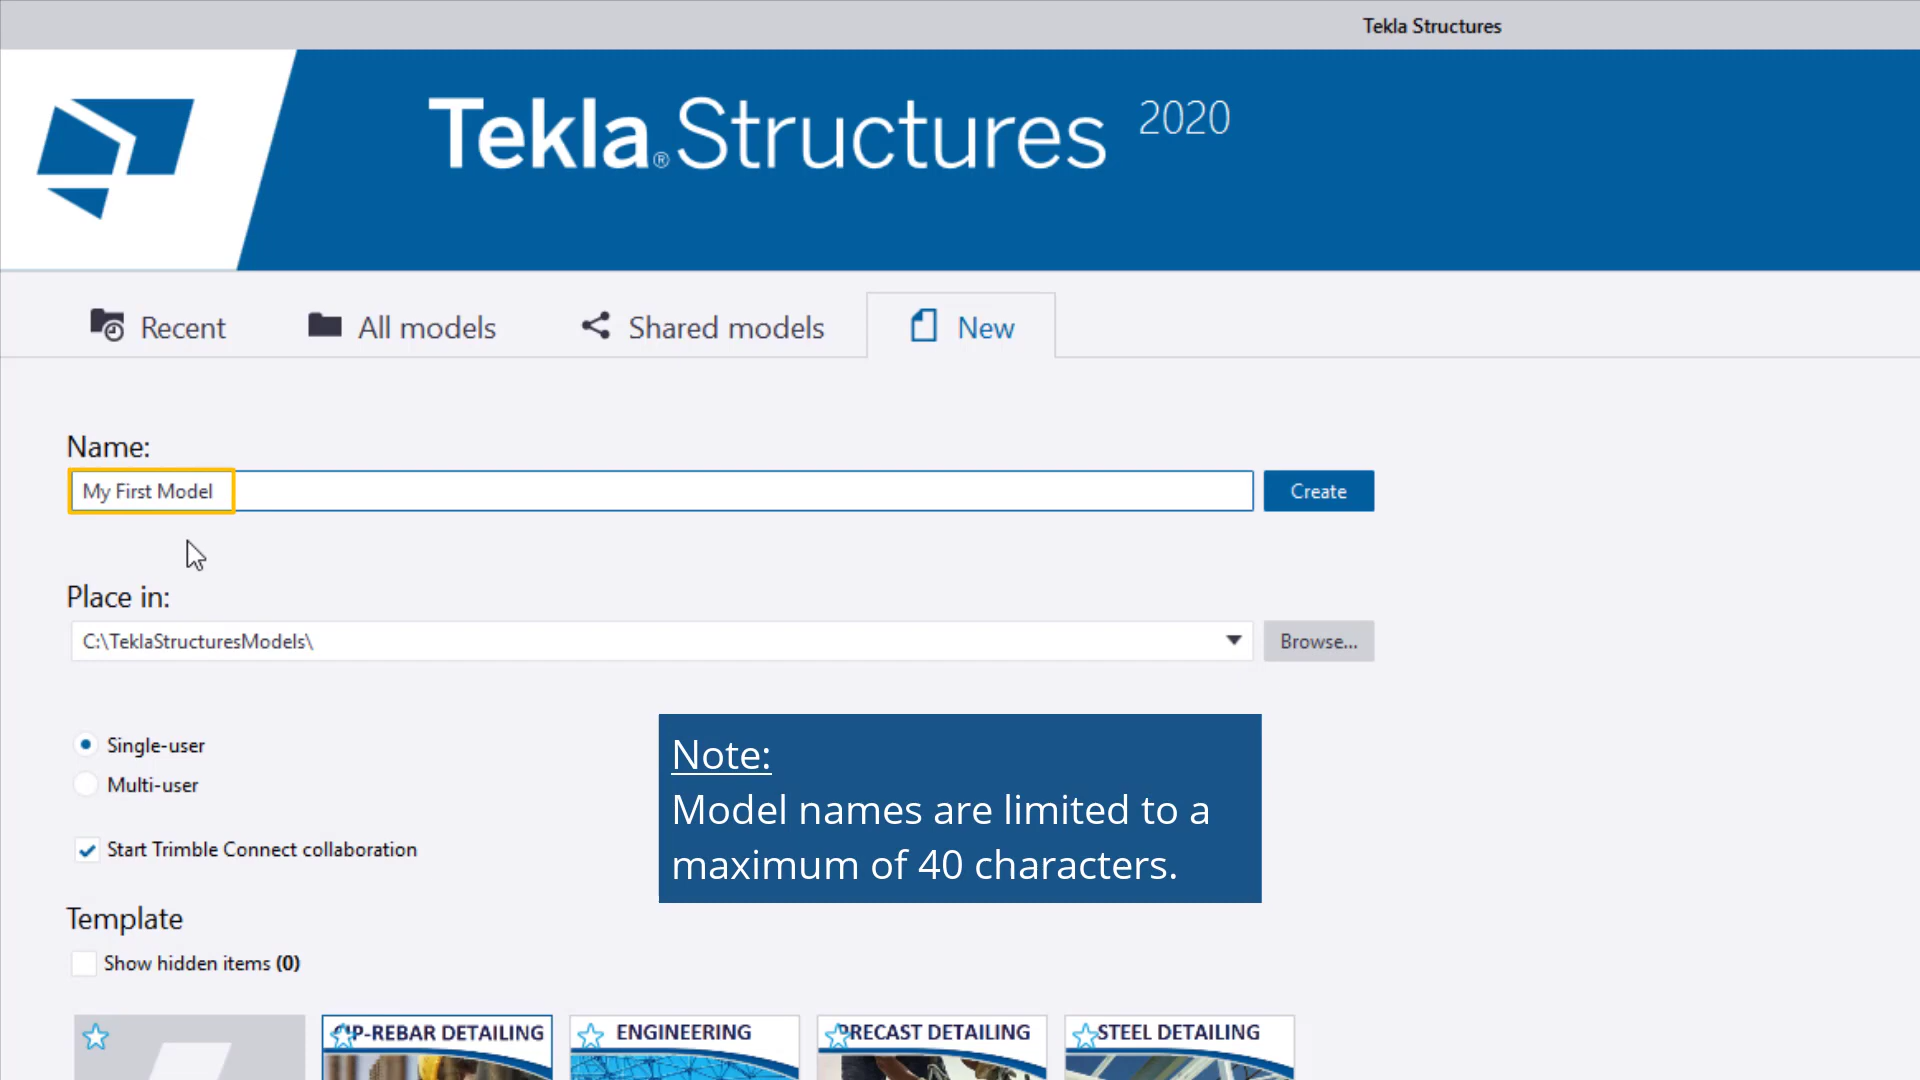 Tekla Structures
Tekla® Structures 2020
Recent
All models
Shared models
New
Name:
My First Model
Create
Place in:
C:\TeklaStructuresModels\
Browse...
Single-user
Multi-user
Note:
Model names are limited to a
maximum of 40 characters.
Start Trimble Connect collaboration
Template
Show hidden items (0)
CIP-REBAR DETAILING
ENGINEERING
PRECAST DETAILING
STEEL DETAILING